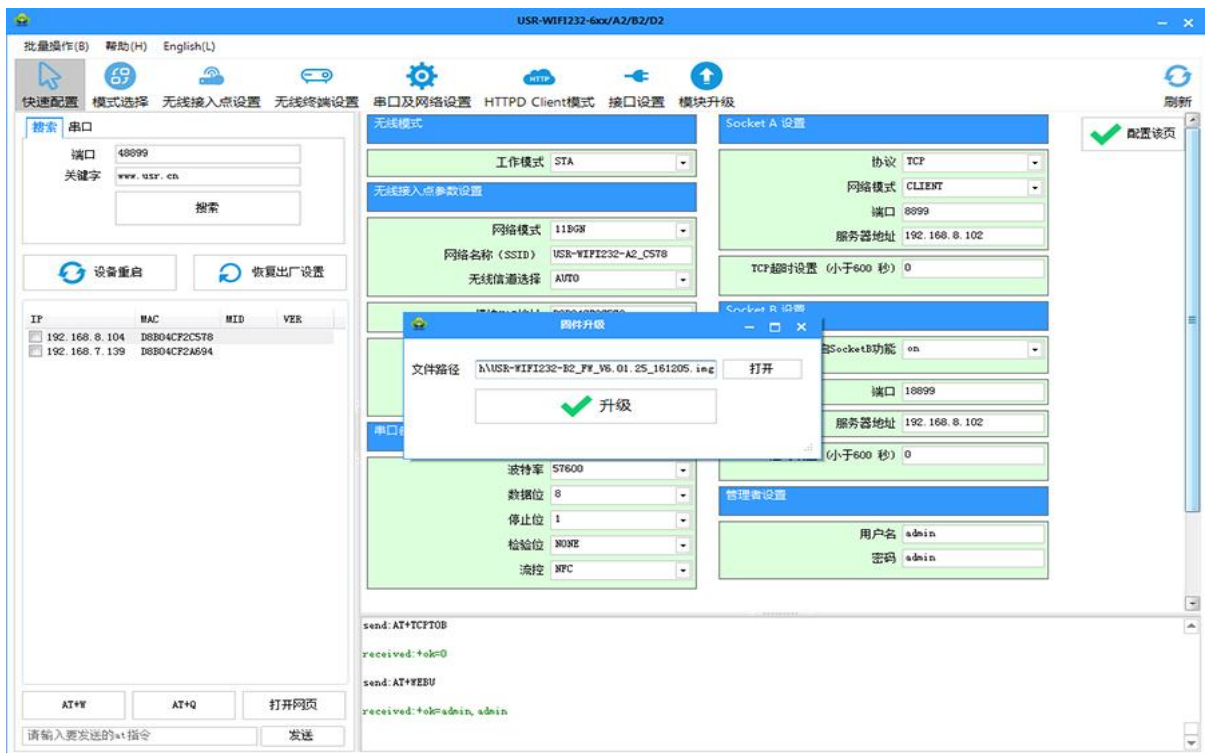 USR-WIFI232-6xx/A2/B2/D2
批量操作(B) 帮助(H) English(L)
快速配置 模式选择 无线接入点设置 无线终端设置 串口及网络设置 HTTPD Client模式 接口设置 模块升级 刷新
搜索 串口
端口 48899
关键字 www.usr.cn
搜索
设备重启 恢复出厂设置
IP MAC MID VER
192.168.8.104 D8B04CF2C578
192.168.7.139 D8B04CF2A694
AT+W AT+Q 打开网页
请输入要发送的at指令 发送
无线模式
工作模式 STA
无线接入点参数设置
网络模式 11BGN
网络名称(SSID) USR-WIFI232-A2_C578
无线信道选择 AUTO
波特率 57600
数据位 8
停止位 1
检验位 NONE
流控 NFC
Socket A 设置
协议 TCP
网络模式 CLIENT
端口 8899
服务器地址 192.168.8.102
TCP超时设置 (小于600 秒) 0
Socket B 设置
SocketB功能 on
端口 18899
服务器地址 192.168.8.102
(小于600 秒) 0
管理者设置
用户名 admin
密码 admin
配置该页
固件升级
文件路径 h\USR-WIFI232-B2_FW_V6.01.25_161205.img 打开
升级
send:AT+TCPTOB
received:+ok=0
send:AT+WEBU
received:+ok=admin,admin
HTTP